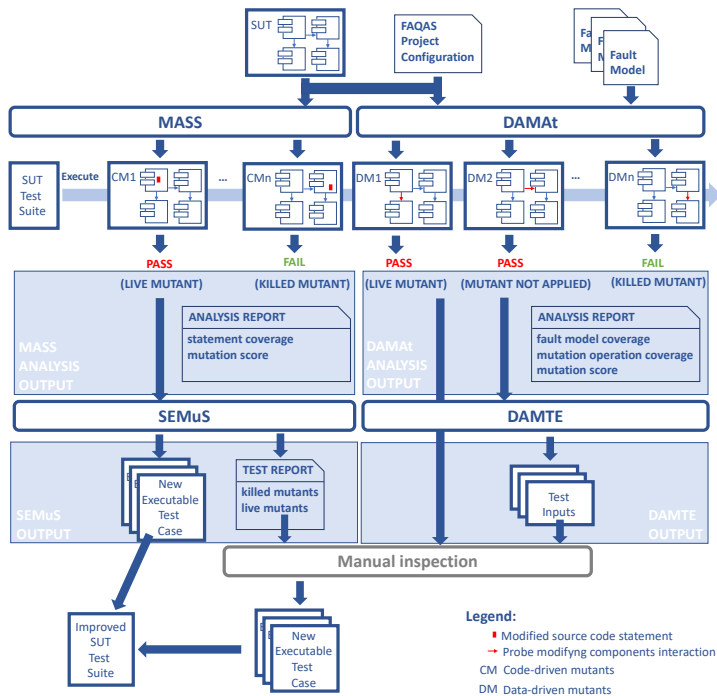 SUT
FAQAS
Project
Configuration
Fault
Model
MASS
DAMAt
SUT
Test
Suite
Execute
CM1
...
CMn
DM1
DM2
...
DMn
PASS
FAIL
PASS
PASS
FAIL
(LIVE MUTANT)
(KILLED MUTANT)
(LIVE MUTANT)
(MUTANT NOT APPLIED)
(KILLED MUTANT)
MASS
ANALYSIS
OUTPUT
ANALYSIS REPORT
statement coverage
mutation score
DAMAt
ANALYSIS
OUTPUT
ANALYSIS REPORT
fault model coverage
mutation operation coverage
mutation score
SEMuS
DAMTE
SEMuS
OUTPUT
New
Executable
Test
Case
TEST REPORT
killed mutants
live mutants
Test
Inputs
DAMTE
OUTPUT
Manual inspection
Improved
SUT
Test
Suite
New
Executable
Test
Case
Legend:
Modified source code statement
Probe modifyng components interaction
CM Code-driven mutants
DM Data-driven mutants